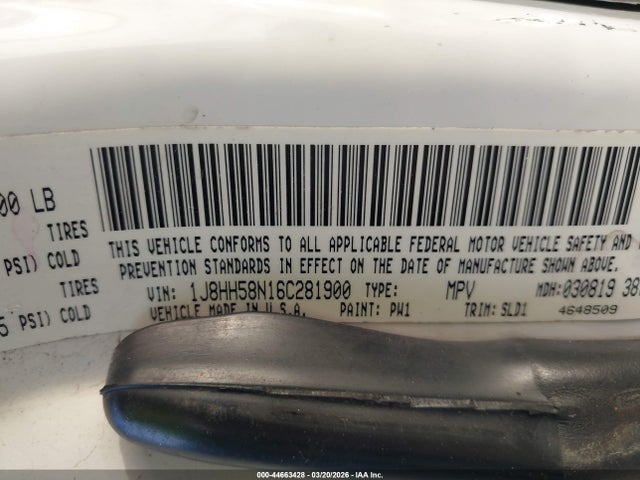 00 LB
TIRES
PSI) COLD
TIRES
PSI) COLD
THIS VEHICLE CONFORMS TO ALL APPLICABLE FEDERAL MOTOR VEHICLE SAFETY AND
PREVENTION STANDARDS IN EFFECT ON THE DATE OF MANUFACTURE SHOWN ABOVE.
VIN: 1J8HH58N16C281900 TYPE: MPV MDH: 030819 38
VEHICLE MADE IN U.S.A. PAINT: PW1 TRIM: SLD1 4648509
000-44663428 - 03/20/2026 - IAA Inc.